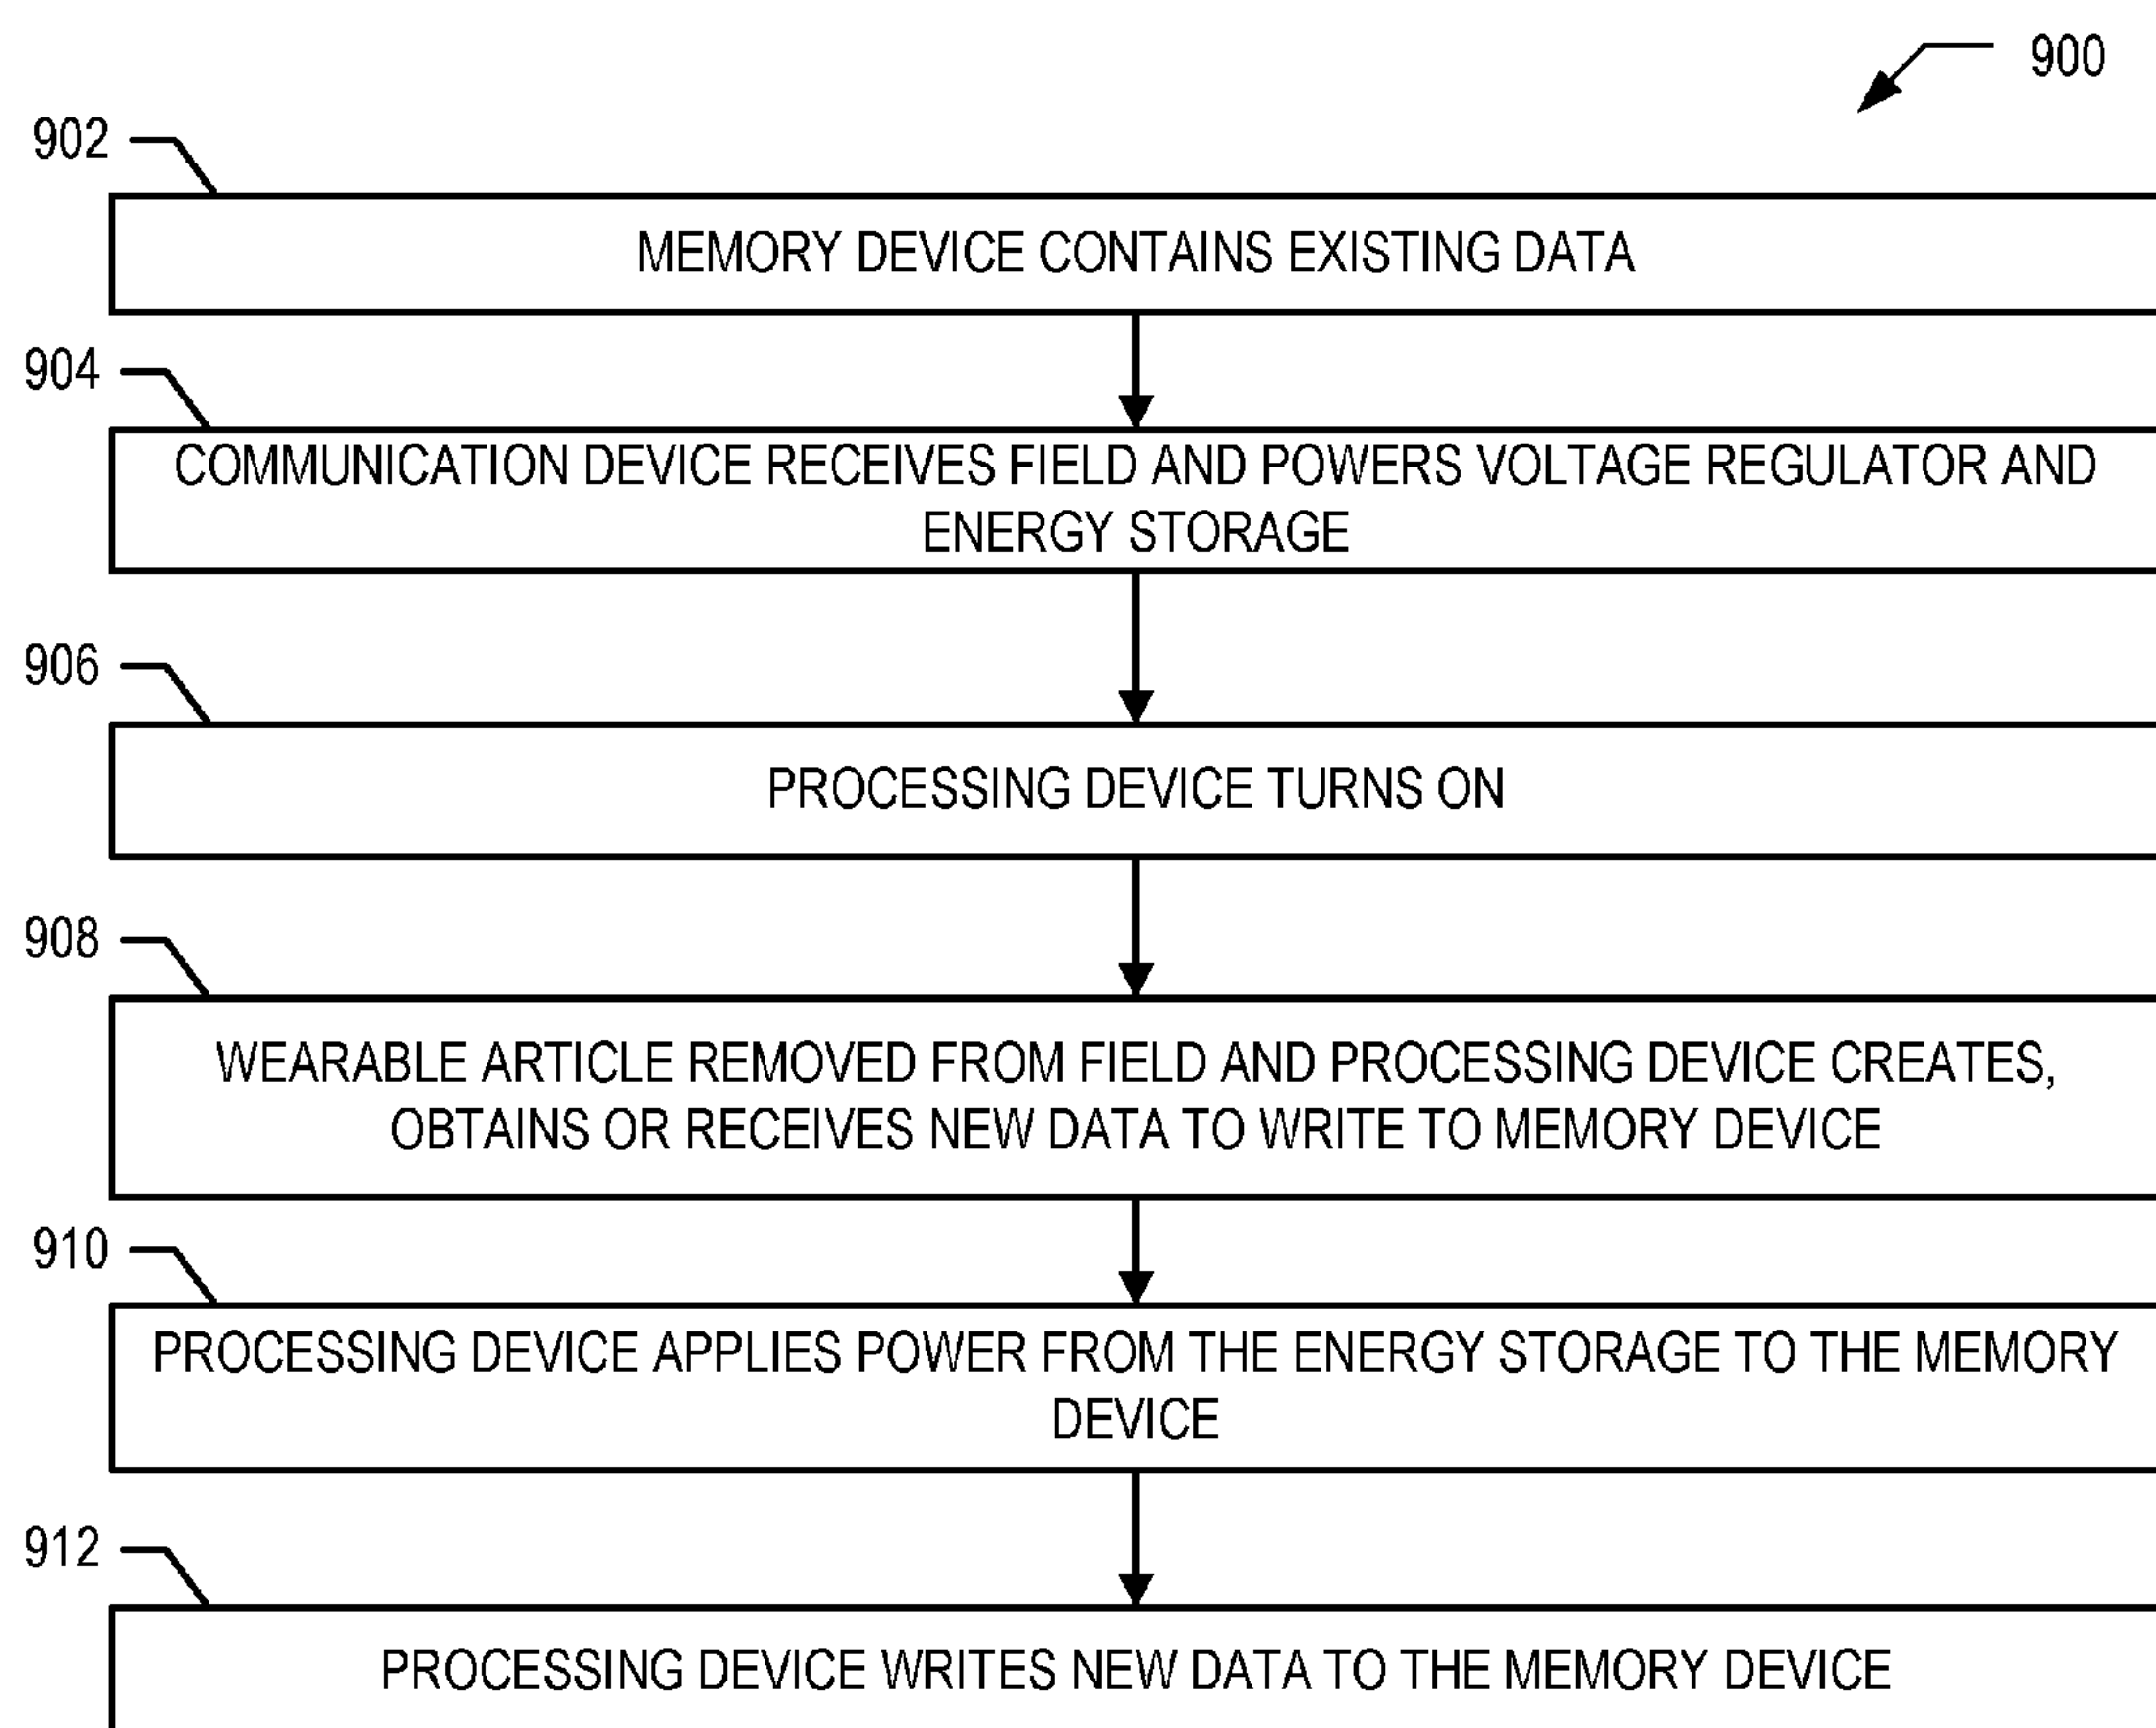 900
902
MEMORY DEVICE CONTAINS EXISTING DATA
904
COMMUNICATION DEVICE RECEIVES FIELD AND POWERS VOLTAGE REGULATOR AND
ENERGY STORAGE
906
PROCESSING DEVICE TURNS ON
908
WEARABLE ARTICLE REMOVED FROM FIELD AND PROCESSING DEVICE CREATES,
OBTAINS OR RECEIVES NEW DATA TO WRITE TO MEMORY DEVICE
910
PROCESSING DEVICE APPLIES POWER FROM THE ENERGY STORAGE TO THE MEMORY
DEVICE
912
PROCESSING DEVICE WRITES NEW DATA TO THE MEMORY DEVICE